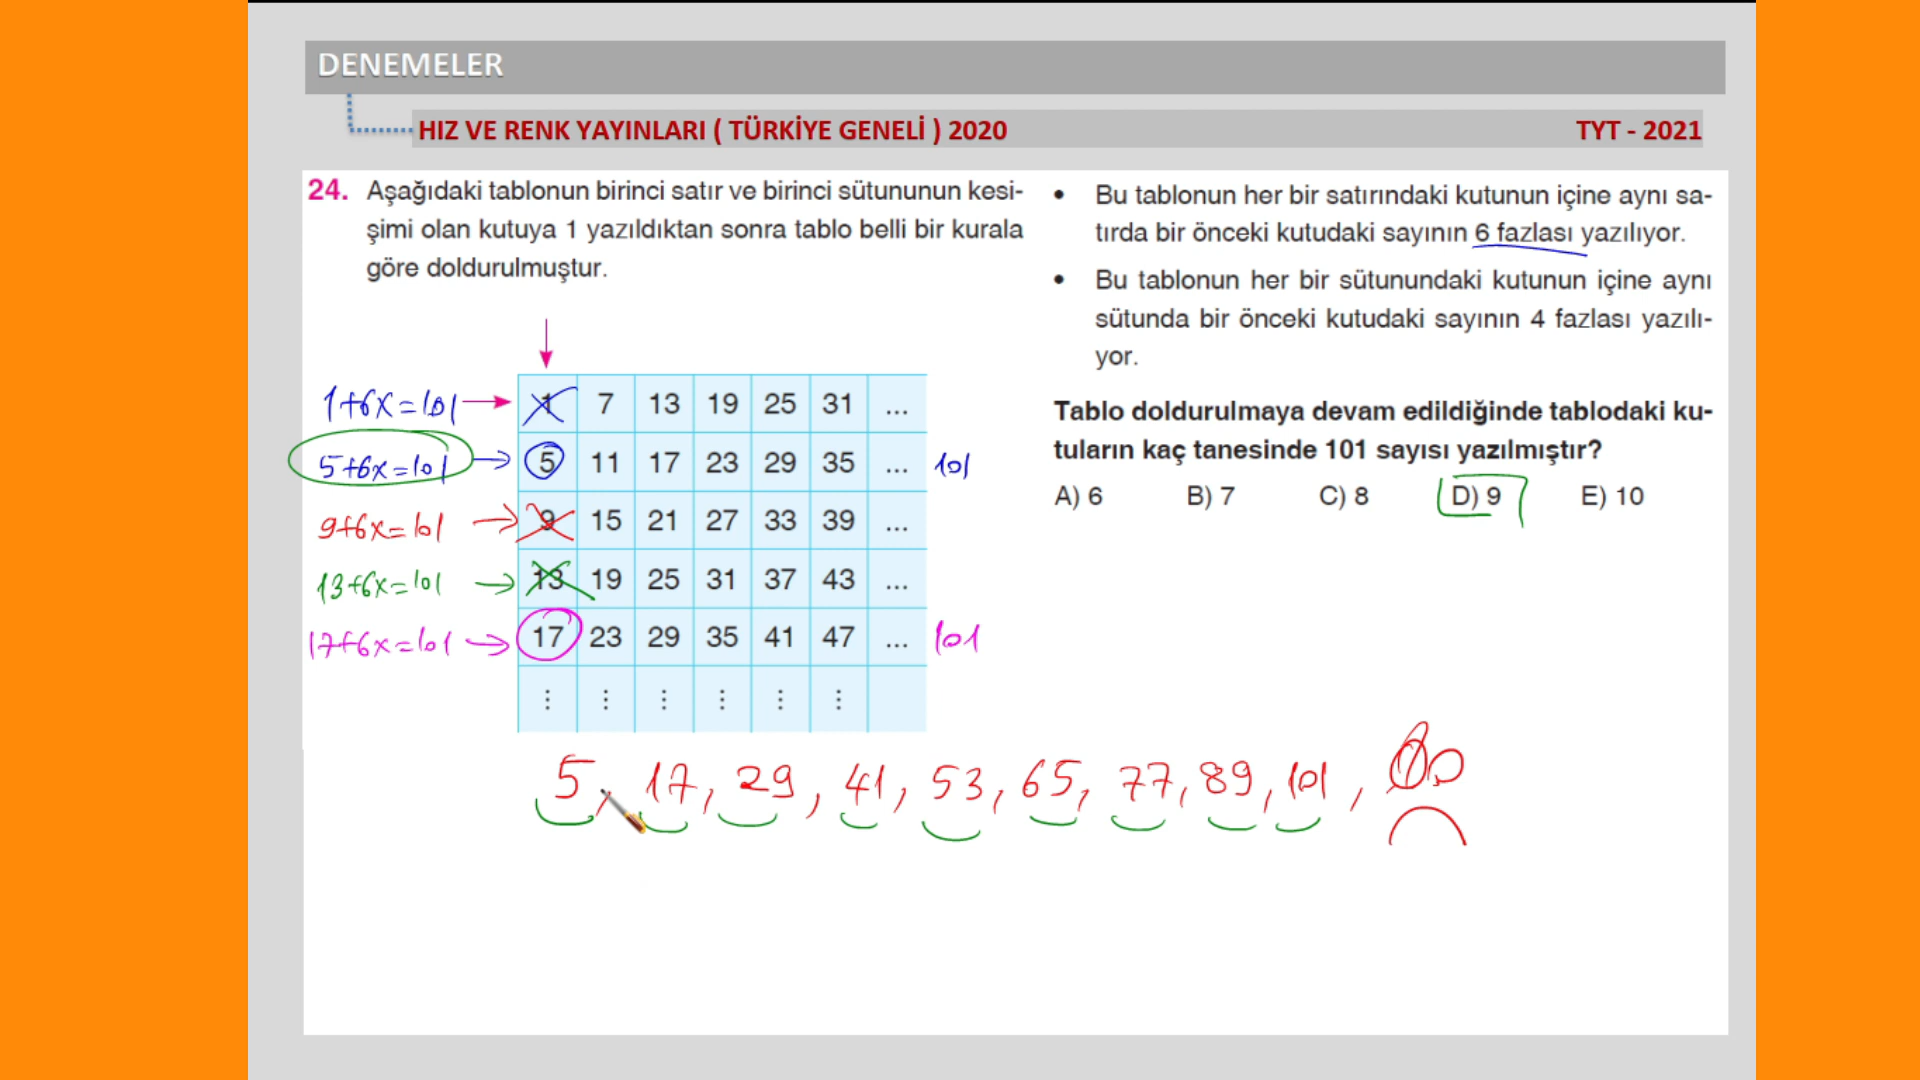 DENEMELER
HIZ VE RENK YAYINLARI ( TÜRKİYE GENELİ ) 2020
TYT - 2021
24. Aşağıdaki tablonun birinci satır ve birinci sütununun kesi-
şimi olan kutuya 1 yazıldıktan sonra tablo belli bir kurala
göre doldurulmuştur.
1+6x=101 → 1 7 13 19 25 31 ...
5+6x=101 → 5 11 17 23 29 35 ... 101
9+6x=101 → 9 15 21 27 33 39 ...
13+6x=101 → 13 19 25 31 37 43 ...
17+6x=101 → 17 23 29 35 41 47 ... 101
⋮ ⋮ ⋮ ⋮ ⋮ ⋮
• Bu tablonun her bir satırındaki kutunun içine aynı sa-
tırda bir önceki kutudaki sayının 6 fazlası yazılıyor.
• Bu tablonun her bir sütunundaki kutunun içine aynı
sütunda bir önceki kutudaki sayının 4 fazlası yazılı-
yor.
Tablo doldurulmaya devam edildiğinde tablodaki ku-
tuların kaç tanesinde 101 sayısı yazılmıştır?
A) 6 B) 7 C) 8 D) 9 E) 10
5, 17, 29, 41, 53, 65, 77, 89, 101,